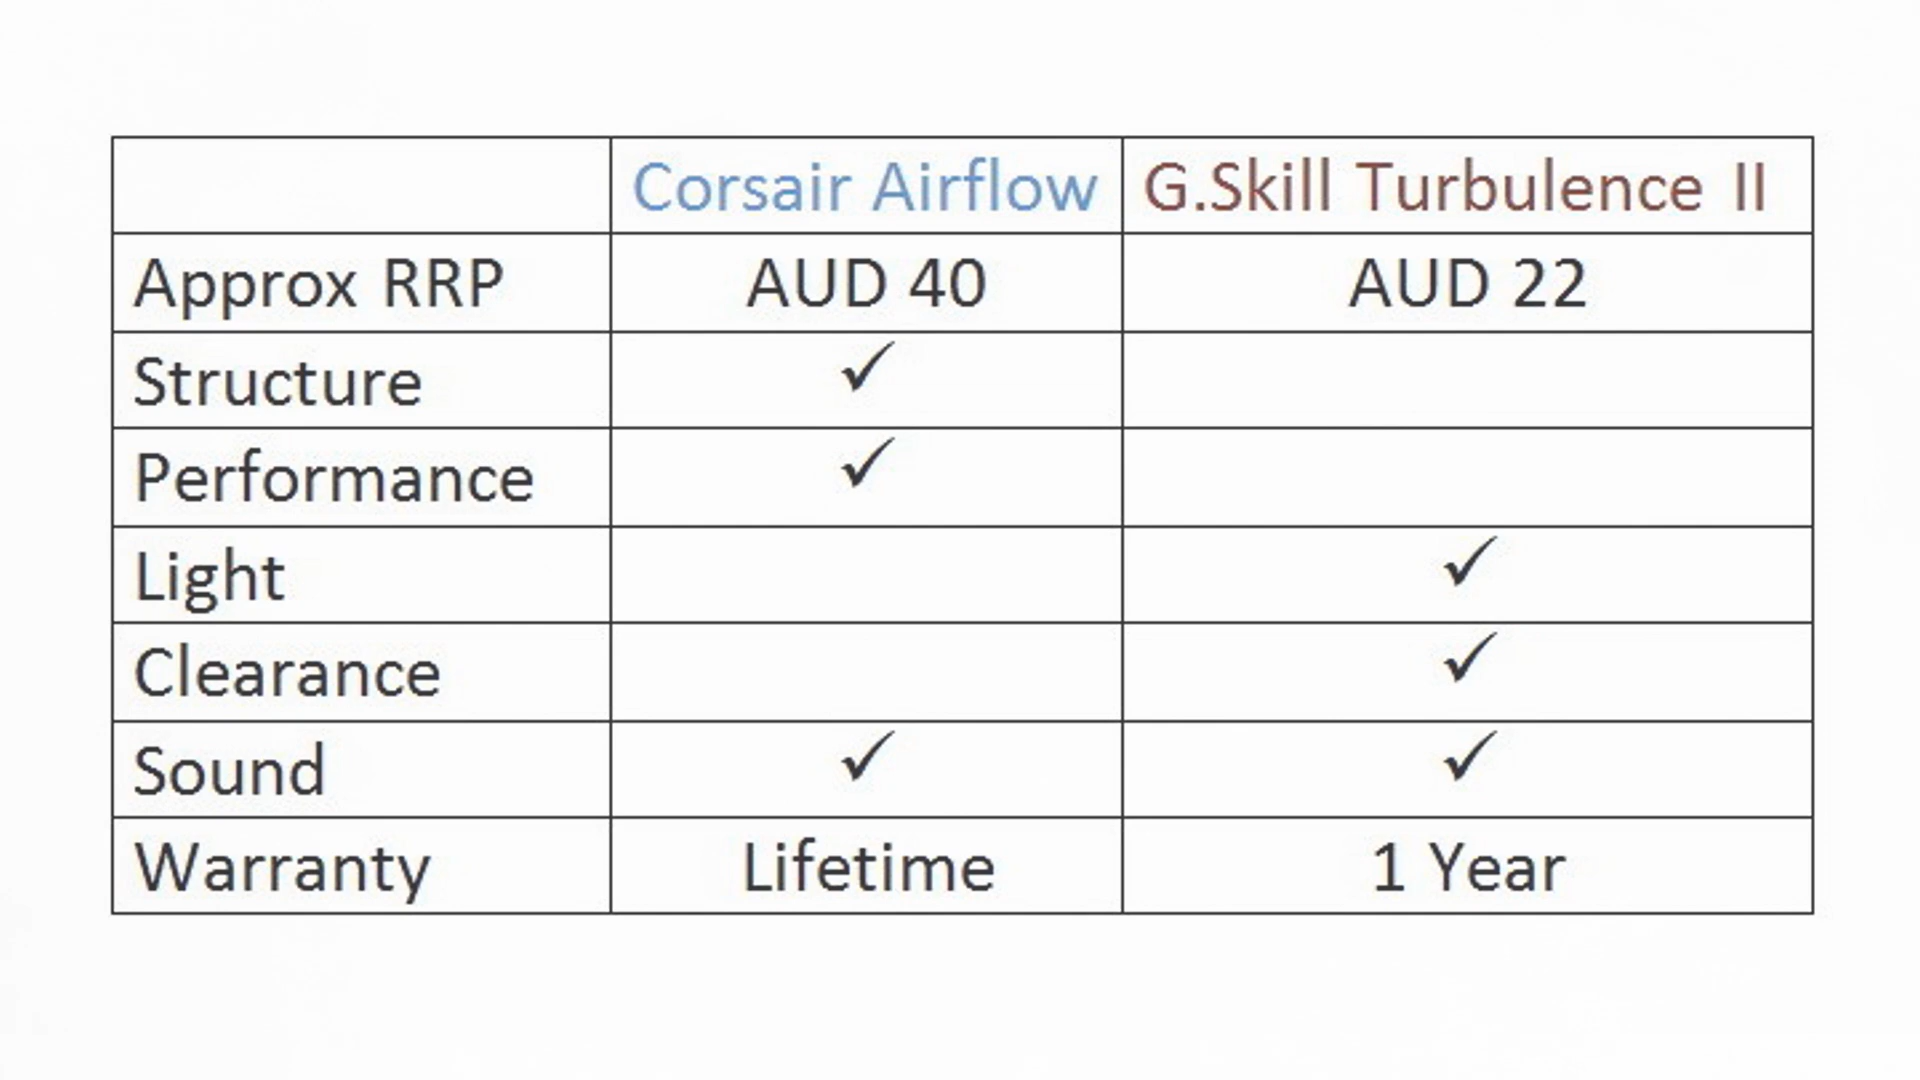 Corsair Airflow G.Skill Turbulence II
Approx RRP AUD 40 AUD 22
Structure ✓
Performance ✓
Light ✓
Clearance ✓
Sound ✓ ✓
Warranty Lifetime 1 Year